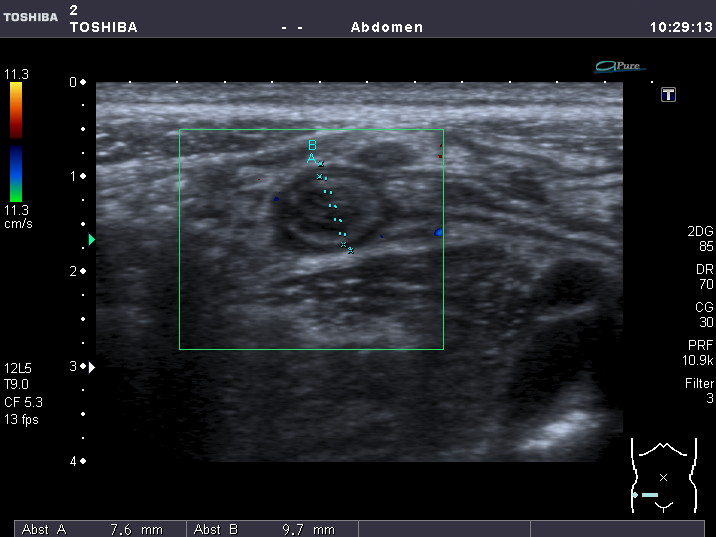 TOSHIBA
2
TOSHIBA - - Abdomen 10:29:13
aPure
11.3
11.3
cm/s
T
0
1
2
3
4
B
A
2DG
85
DR
70
CG
30
PRF
10.9k
Filter
3
12L5
T9.0
CF 5.3
13 fps
Abst A 7.6 mm Abst B 9.7 mm